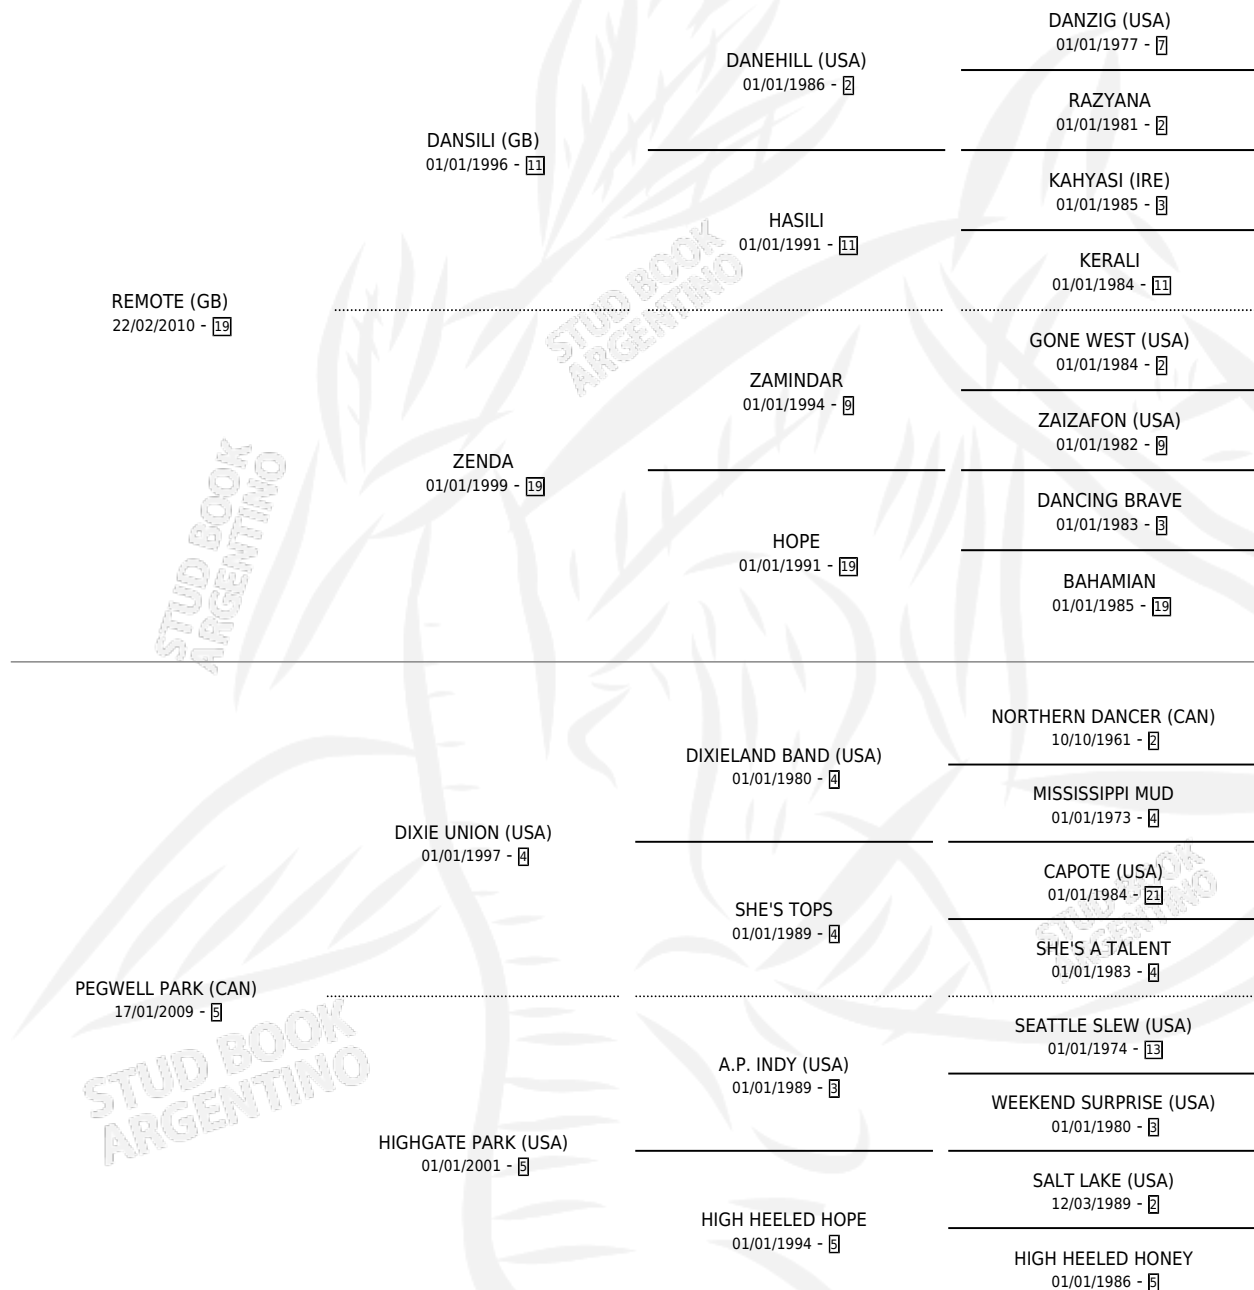 DANZIG (USA)
01/01/1977 - 7
DANEHILL (USA)
01/01/1986 - 2
RAZYANA
01/01/1981 - 2
DANSILI (GB)
01/01/1996 - 11
KAHYASI (IRE)
01/01/1985 - 3
HASILI
01/01/1991 - 11
KERALI
01/01/1984 - 11
REMOTE (GB)
22/02/2010 - 19
STUD BOOK
ARGENTINO
GONE WEST (USA)
01/01/1984 - 2
ZAMINDAR
01/01/1994 - 9
ZAIZAFON (USA)
01/01/1982 - 9
ZENDA
01/01/1999 - 19
DANCING BRAVE
01/01/1983 - 3
HOPE
01/01/1991 - 19
BAHAMIAN
01/01/1985 - 19
STUD BOOK
ARGENTINO
NORTHERN DANCER (CAN)
10/10/1961 - 2
DIXIELAND BAND (USA)
01/01/1980 - 4
MISSISSIPPI MUD
01/01/1973 - 4
DIXIE UNION (USA)
01/01/1997 - 4
CAPOTE (USA)
01/01/1984 - 21
SHE'S TOPS
01/01/1989 - 4
STUD BOOK
ARGENTINO
SHE'S A TALENT
01/01/1983 - 4
PEGWELL PARK (CAN)
17/01/2009 - 5
STUD BOOK
ARGENTINO
SEATTLE SLEW (USA)
01/01/1974 - 13
A.P. INDY (USA)
01/01/1989 - 3
WEEKEND SURPRISE (USA)
01/01/1980 - 3
HIGHGATE PARK (USA)
01/01/2001 - 5
SALT LAKE (USA)
12/03/1989 - 2
HIGH HEELED HOPE
01/01/1994 - 5
HIGH HEELED HONEY
01/01/1986 - 5